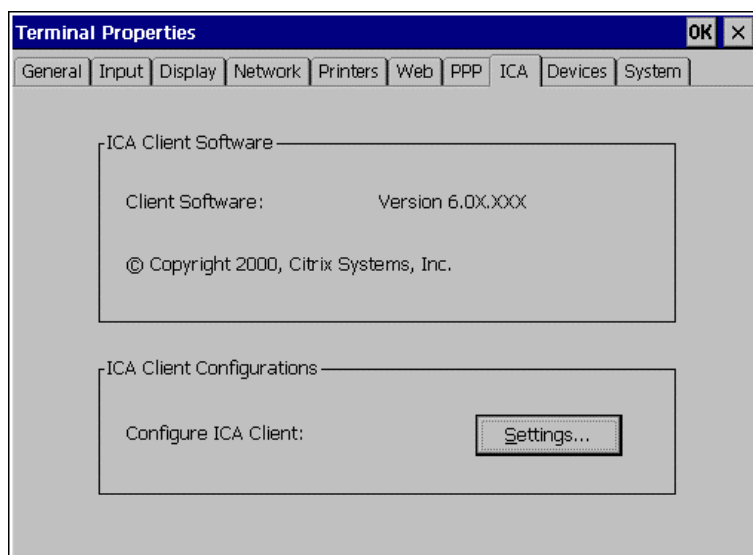 Terminal Properties OK ×
General Input Display Network Printers Web PPP ICA Devices System
ICA Client Software
Client Software: Version 6.0X.XXX
© Copyright 2000, Citrix Systems, Inc.
ICA Client Configurations
Configure ICA Client: Settings...